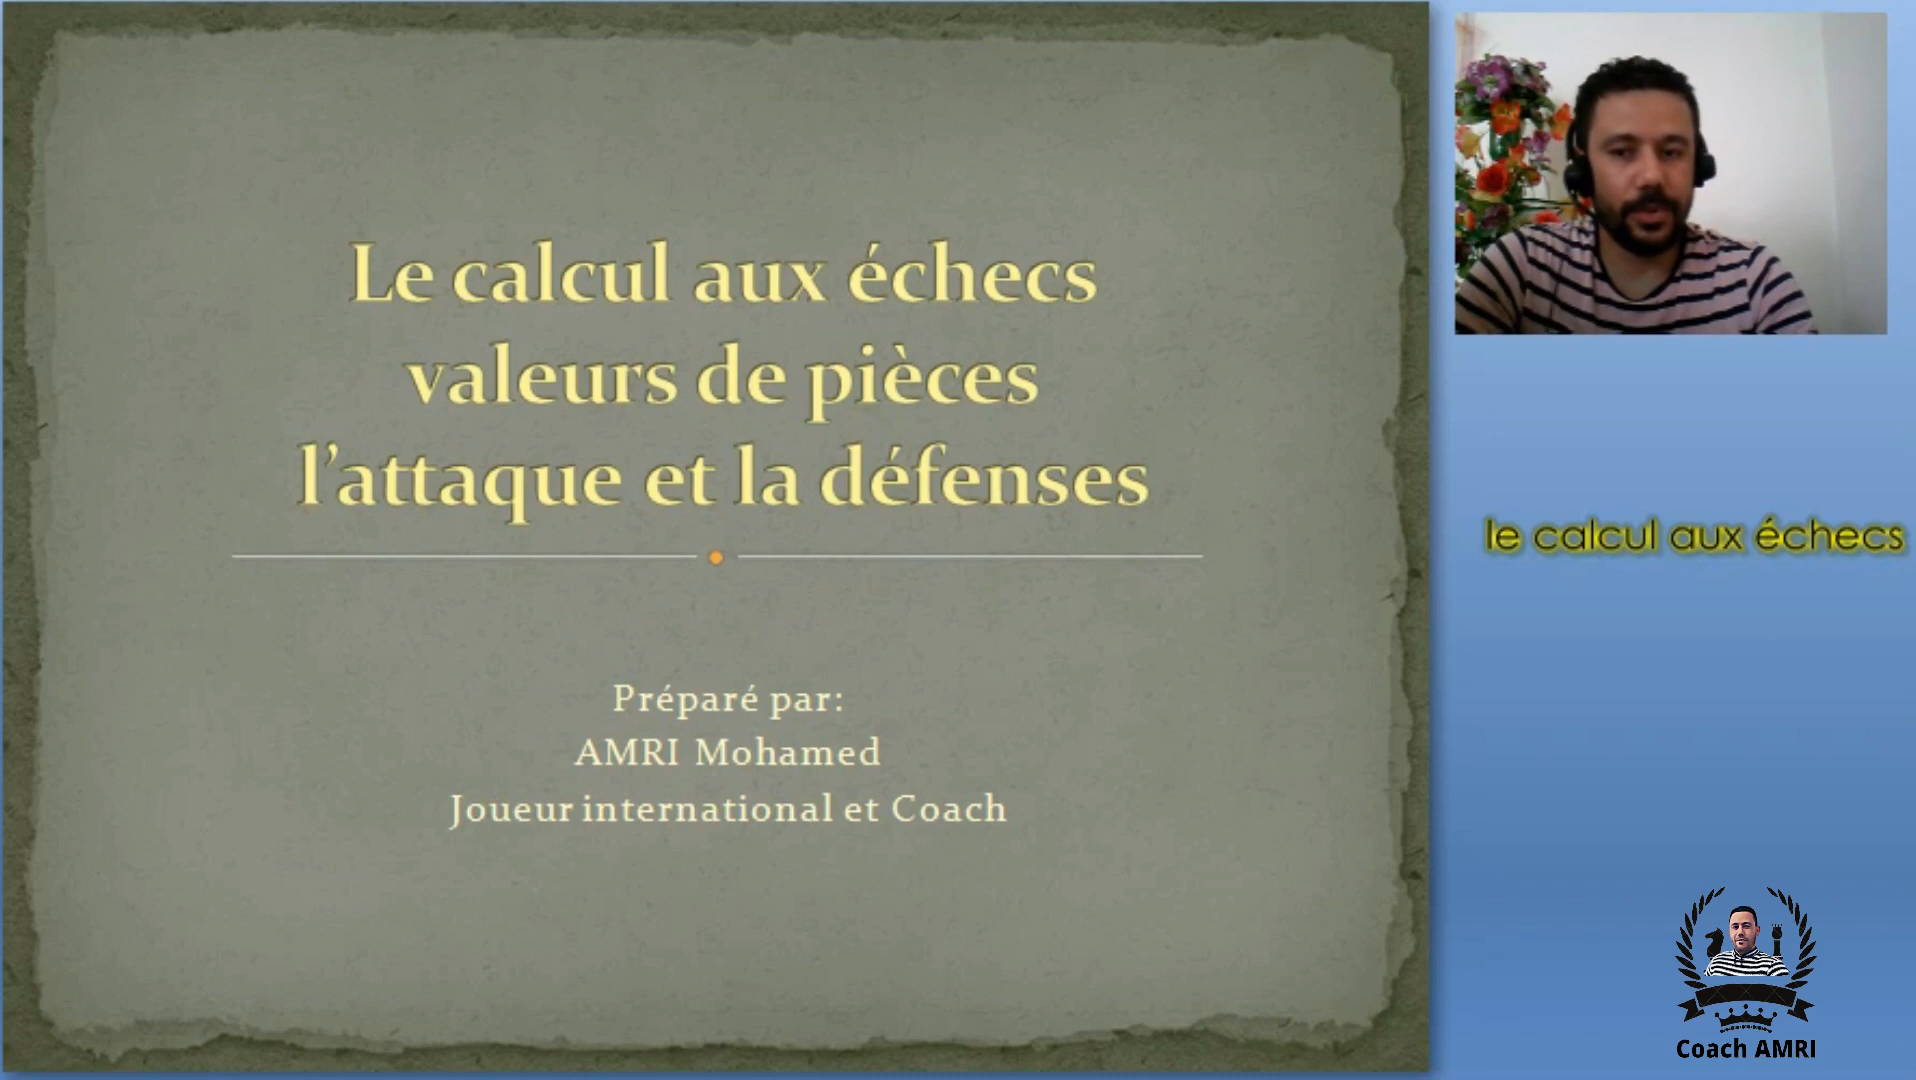 Le calcul aux échecs
valeurs de pièces
l'attaque et la défenses
Préparé par:
AMRI Mohamed
Joueur international et Coach
le calcul aux échecs
Coach AMRI